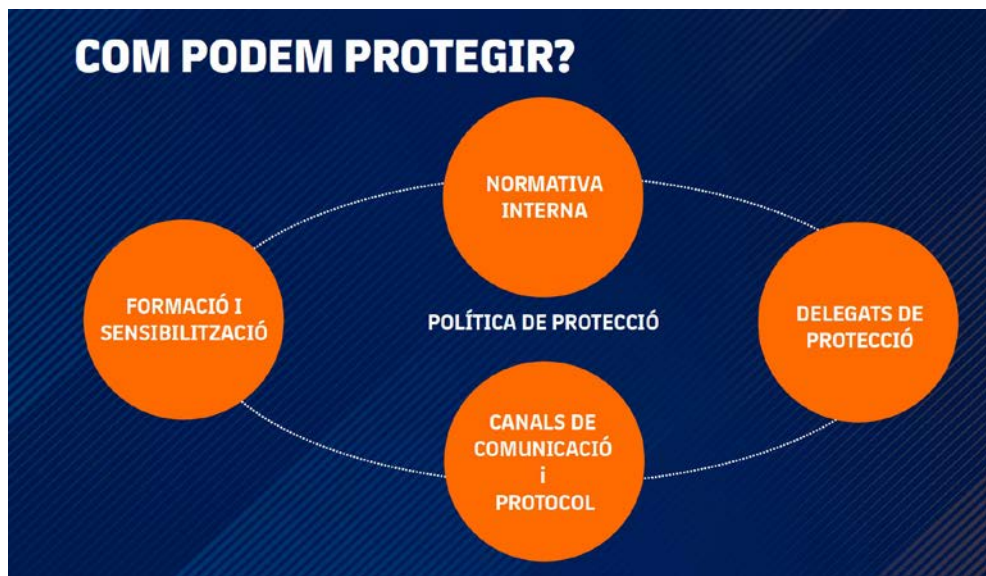 COM PODEM PROTEGIR?
NORMATIVA
INTERNA
FORMACIÓ I
SENSIBILITZACIÓ
POLÍTICA DE PROTECCIÓ
DELEGATS DE
PROTECCIÓ
CANALS DE
COMUNICACIÓ
i
PROTOCOL